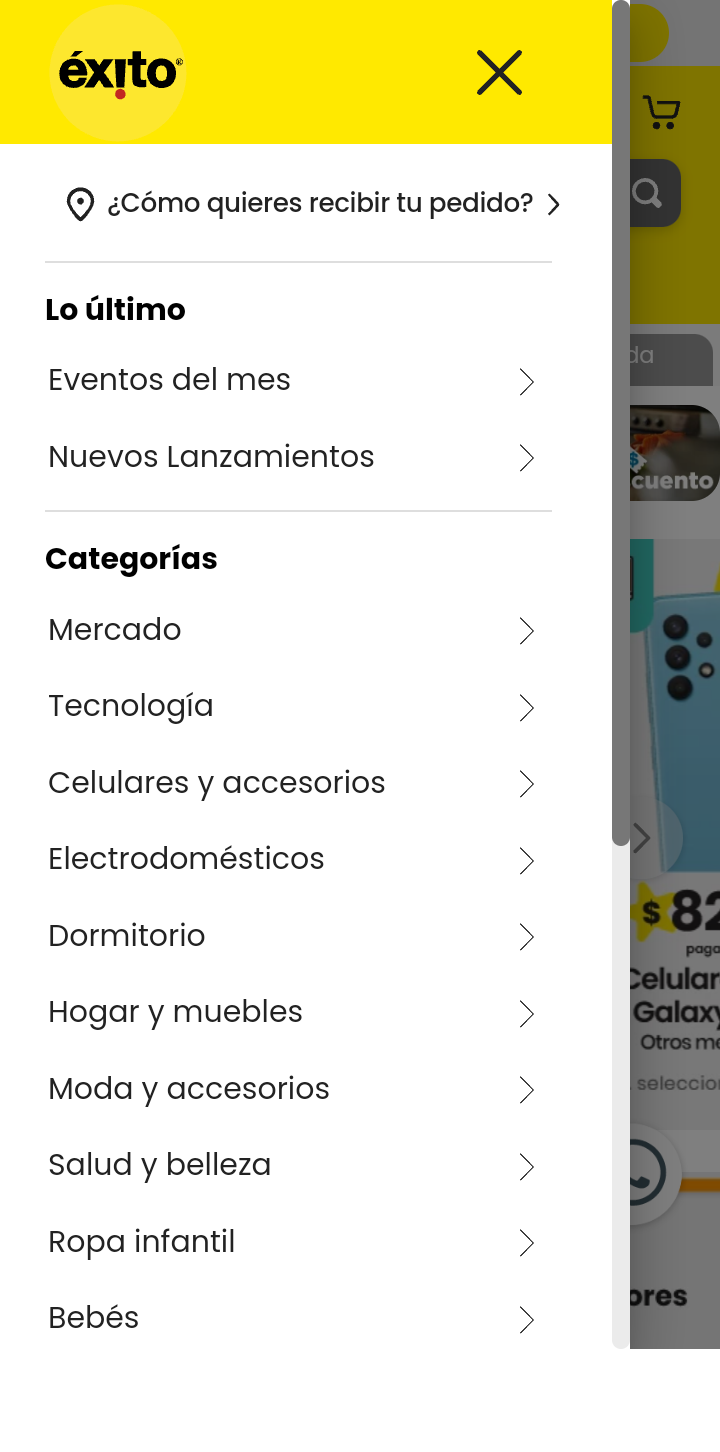 éxito®
¿Cómo quieres recibir tu pedido?
Lo último
Eventos del mes
Nuevos Lanzamientos
Categorías
Mercado
Tecnología
Celulares y accesorios
Electrodomésticos
Dormitorio
Hogar y muebles
Moda y accesorios
Salud y belleza
Ropa infantil
Bebés
da
cuento
$ 82
paga
Celular
Galaxy
Otros me
. seleccion
ores